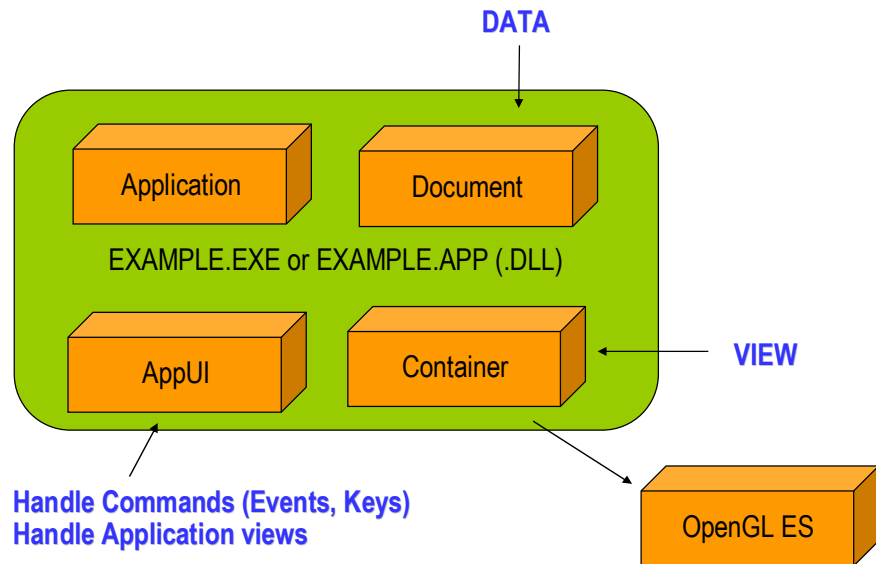 DATA
Application
Document
EXAMPLE.EXE or EXAMPLE.APP (.DLL)
AppUI
Container
VIEW
Handle Commands (Events, Keys)
Handle Application views
OpenGL ES